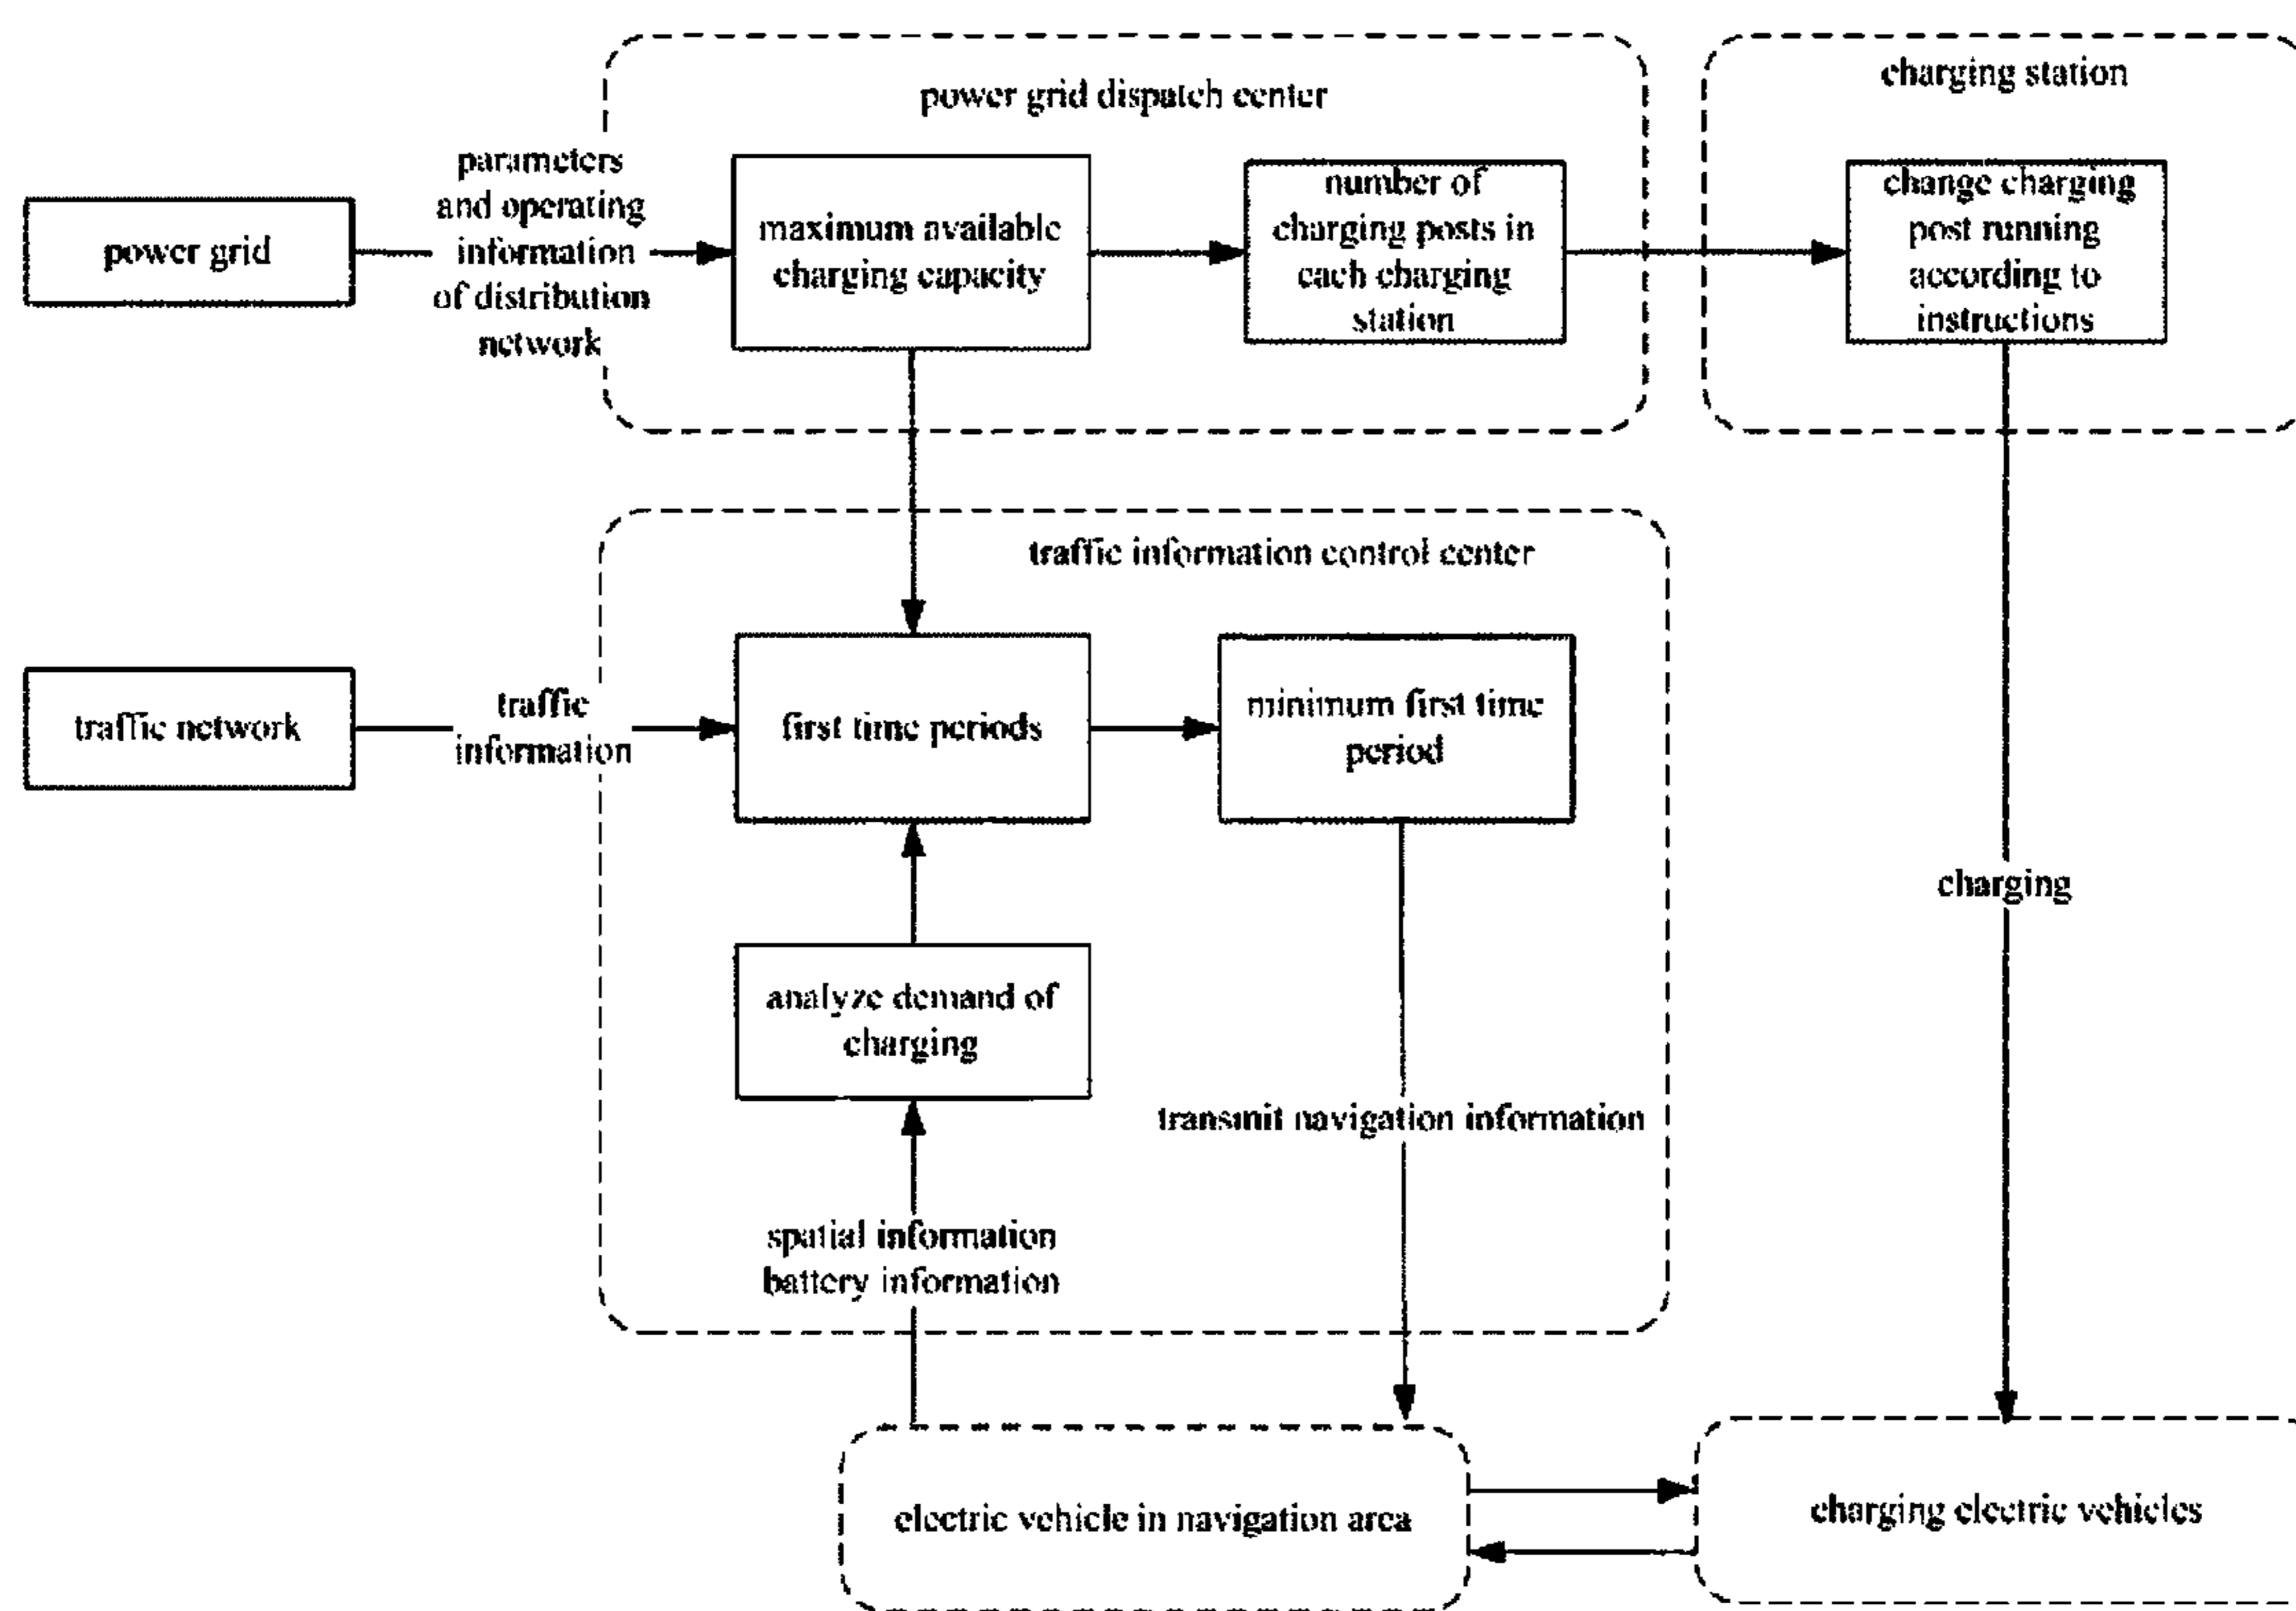 power grid dispatch center
charging station
power grid
parameters
and operating
information
of distribution
network
maximum available
charging capacity
number of
charging posts in
each charging
station
change charging
post running
according to
instructions
traffic information control center
traffic network
traffic
information
first time periods
minimum first time
period
charging
analyze demand of
charging
transmit navigation information
spatial information
battery information
electric vehicle in navigation area
charging electric vehicles